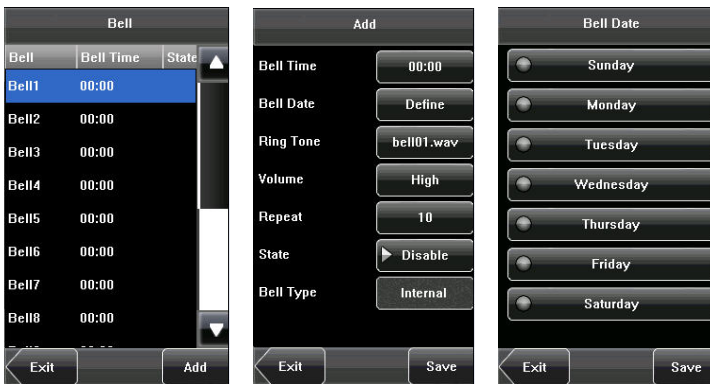 Bell
Bell Bell Time State
Bell1 00:00
Bell2 00:00
Bell3 00:00
Bell4 00:00
Bell5 00:00
Bell6 00:00
Bell7 00:00
Bell8 00:00
Exit Add
Add
Bell Time 00:00
Bell Date Define
Ring Tone bell01.wav
Volume High
Repeat 10
State Disable
Bell Type Internal
Exit Save
Bell Date
Sunday
Monday
Tuesday
Wednesday
Thursday
Friday
Saturday
Exit Save